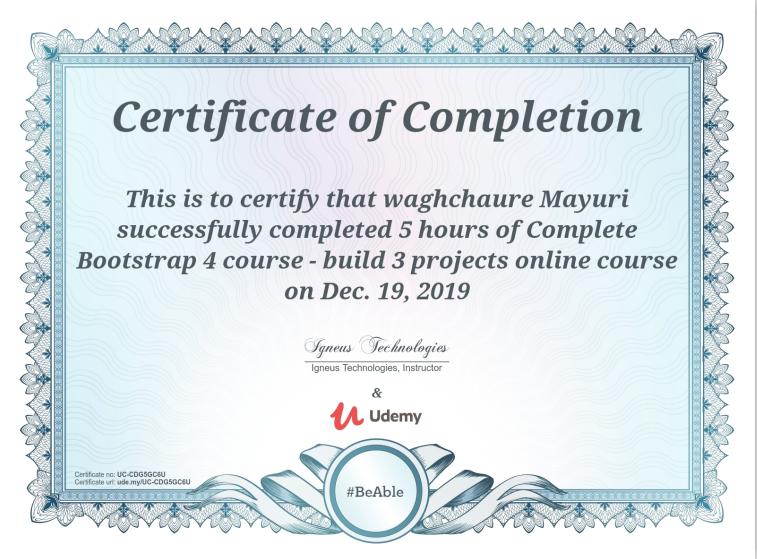 Certificate of Completion
This is to certify that waghchaure Mayuri
successfully completed 5 hours of Complete
Bootstrap 4 course - build 3 projects online course
on Dec. 19, 2019
Igneus Technologies
Igneus Technologies, Instructor
&
Udemy
Certificate no: UC-CDG5GC6U
Certificate url: ude.my/UC-CDG5GC6U
#BeAble